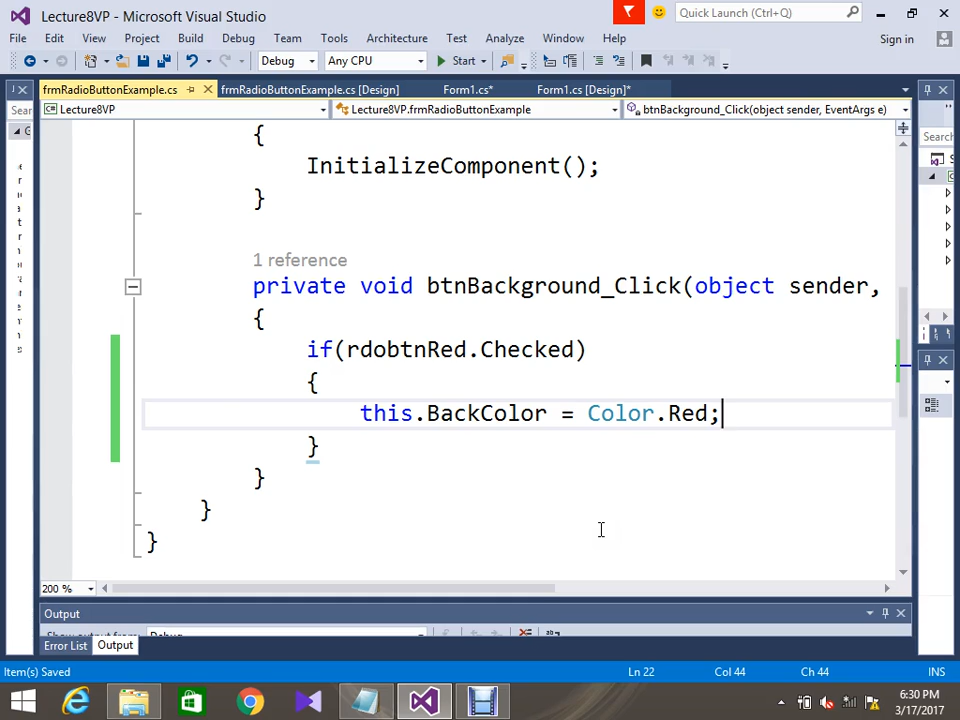 Lecture8VP - Microsoft Visual Studio
Quick Launch (Ctrl+Q)
File Edit View Project Build Debug Team Tools Architecture Test Analyze Window Help
Sign in
Debug Any CPU Start
frmRadioButtonExample.cs frmRadioButtonExample.cs [Design] Form1.cs* Form1.cs [Design]*
Lecture8VP Lecture8VP.frmRadioButtonExample btnBackground_Click(object sender, EventArgs e)
Sear
Search
{
InitializeComponent();
}
1 reference
private void btnBackground_Click(object sender,
{
if(rdobtnRed.Checked)
{
this.BackColor = Color.Red;
}
}
}
}
200 %
Output
Error List Output
Item(s) Saved Ln 22 Col 44 Ch 44 INS
6:30 PM
3/17/2017